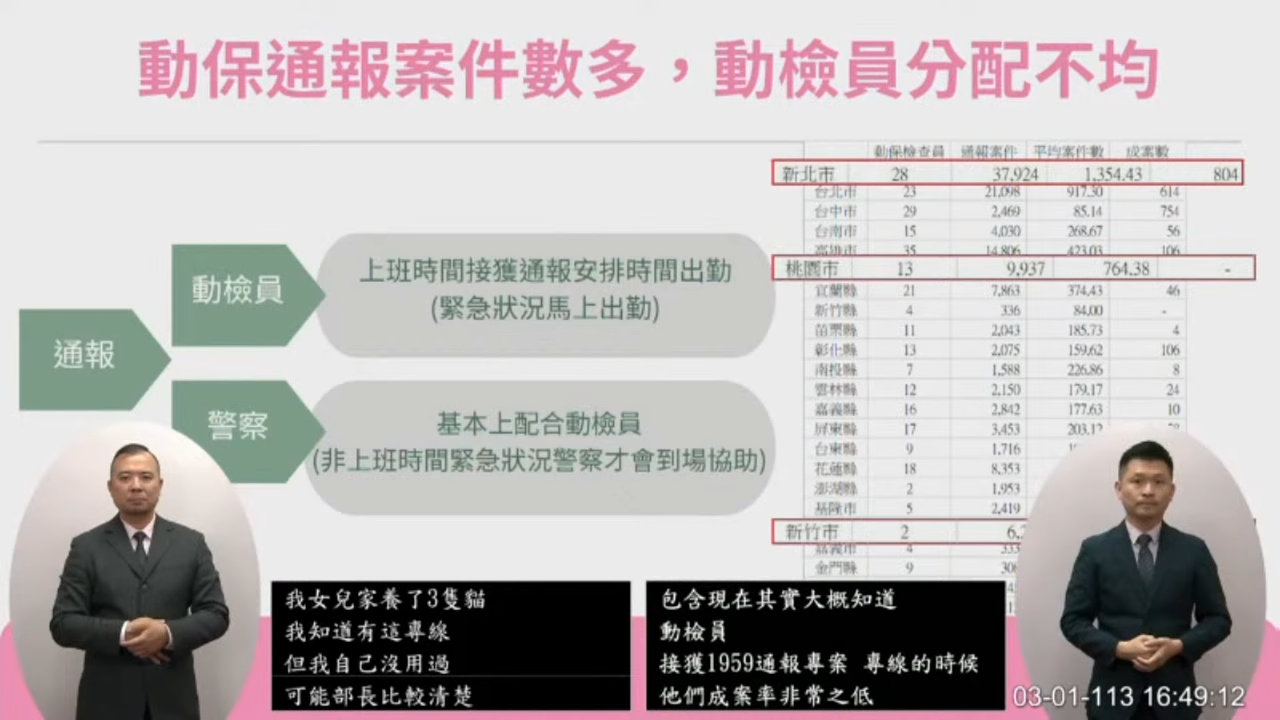 動保通報案件數多，動檢員分配不均
通報
動檢員
上班時間接獲通報安排時間出勤
(緊急狀況馬上出勤)
警察
基本上配合動檢員
(非上班時間緊急狀況警察才會到場協助)
動保檢查員 通報案件 平均案件數 成案數
新北市 28 37,924 1,354.43 804
台北市 23 21,098 917.30 614
台中市 29 2,469 85.14 754
台南市 15 4,030 268.67 56
高雄市 35 14,806 423.03 106
桃園市 13 9,937 764.38 -
宜蘭縣 21 7,863 374.43 46
新竹縣 4 336 84.00 -
苗栗縣 11 2,043 185.73 4
彰化縣 13 2,075 159.62 106
南投縣 7 1,588 226.86 8
雲林縣 12 2,150 179.17 24
嘉義縣 16 2,842 177.63 10
屏東縣 17 3,453 203.12
台東縣 9 1,716
花蓮縣 18 8,353
澎湖縣 2 1,953
基隆市 5 2,419
新竹市 2
嘉義市 4
金門縣 9
我女兒家養了3隻貓
我知道有這專線
但我自己沒用過
可能部長比較清楚
包含現在其實大概知道
動檢員
接獲1959通報專案 專線的時候
他們成案率非常之低
03-01-113 16:49:12